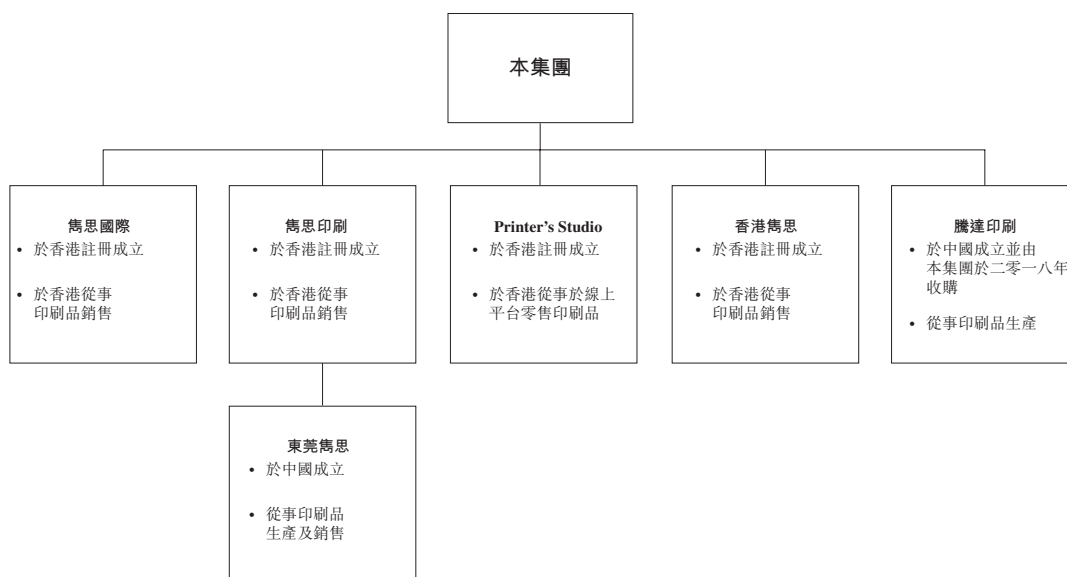 本集團
雋思國際
• 於香港註冊成立
• 於香港從事
印刷品銷售
雋思印刷
• 於香港註冊成立
• 於香港從事
印刷品銷售
Printer's Studio
• 於香港註冊成立
• 於香港從事於線上
平台零售印刷品
香港雋思
• 於香港註冊成立
• 於香港從事
印刷品銷售
騰達印刷
• 於中國成立並由
本集團於二零一八年
收購
• 從事印刷品生產
東莞雋思
• 於中國成立
• 從事印刷品
生產及銷售